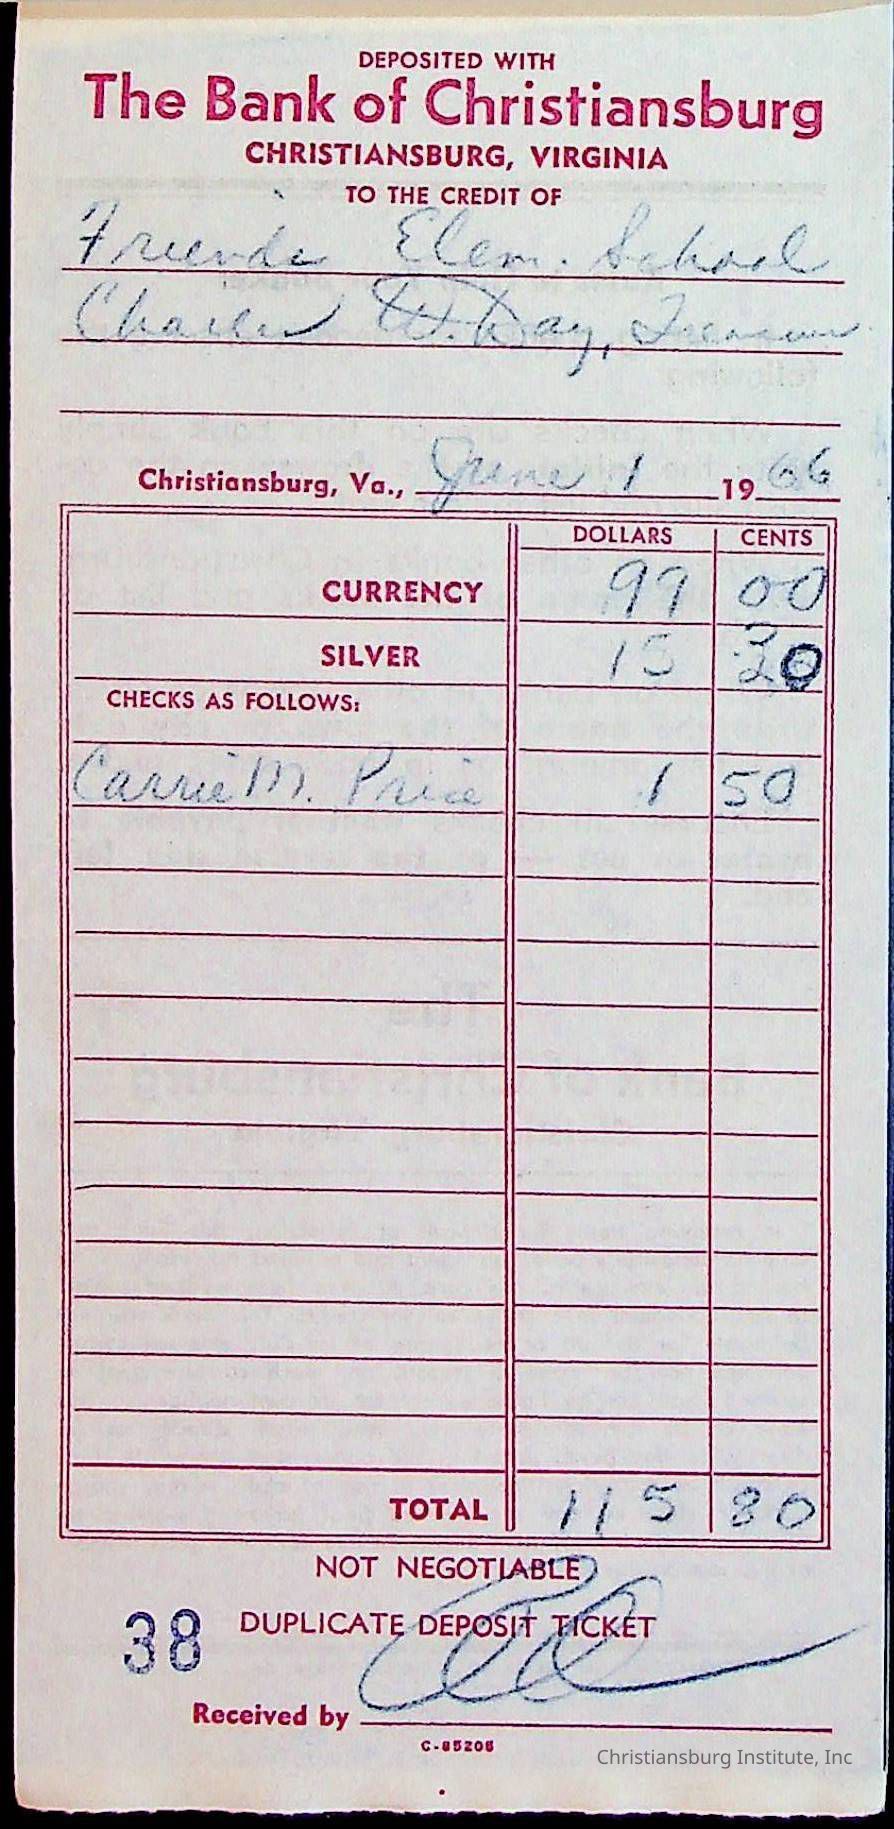 DEPOSITED WITH
The Bank of Christiansburg
CHRISTIANSBURG, VIRGINIA
TO THE CREDIT OF
Friends Elem. School
Charles W. Day, Treasurer
Christiansburg, Va., June 1 1966
DOLLARS CENTS
CURRENCY 99 00
SILVER 15 30
CHECKS AS FOLLOWS:
Carrie M. Price 1 50
TOTAL 115 80
NOT NEGOTIABLE
38 DUPLICATE DEPOSIT TICKET
Received by
C-85206
Christiansburg Institute, Inc